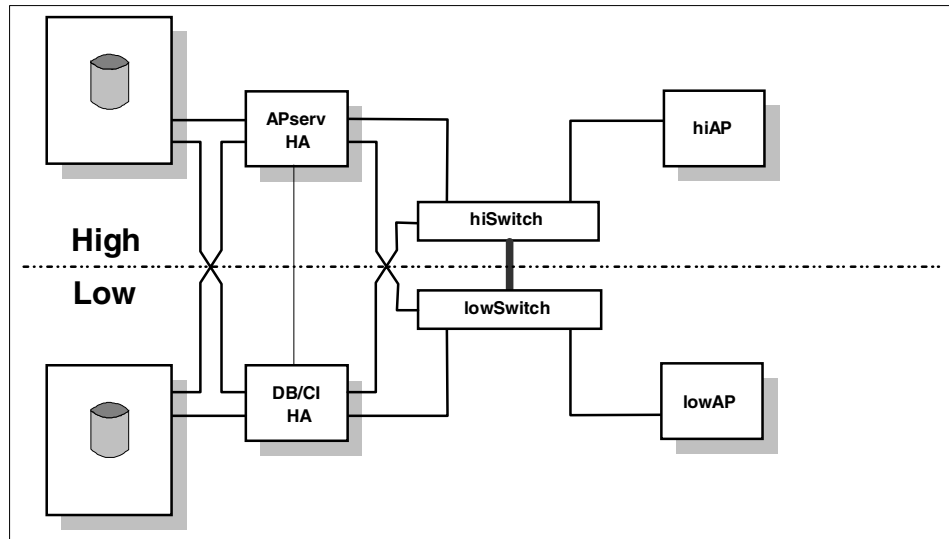 APserv
HA
hiAP
hiSwitch
High
Low
lowSwitch
DB/CI
HA
lowAP